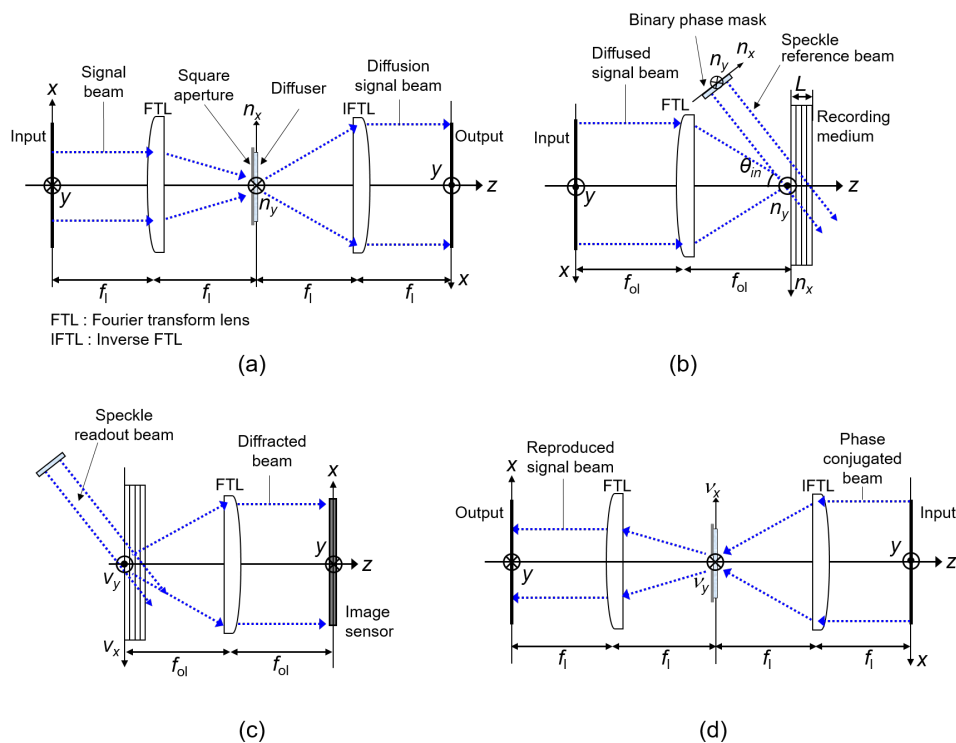 Signal
beam
Square
aperture
Diffuser
Diffusion
signal beam
x
Input
FTL
n_x
IFTL
Output
y
n_y
y
z
x
f_l
f_l
f_l
f_l
FTL : Fourier transform lens
IFTL : Inverse FTL
(a)
Binary phase mask
Diffused
signal beam
n_y
n_x
Speckle
reference beam
FTL
L
Input
Recording
medium
y
θ_in
n_y
z
x
f_ol
f_ol
n_x
(b)
Speckle
readout beam
Diffracted
beam
FTL
x
y
z
ν_y
Image
sensor
ν_x
f_ol
f_ol
(c)
Reproduced
signal beam
Phase
conjugated
beam
x
FTL
ν_x
IFTL
Output
Input
y
ν_y
y
z
f_l
f_l
f_l
f_l
x
(d)